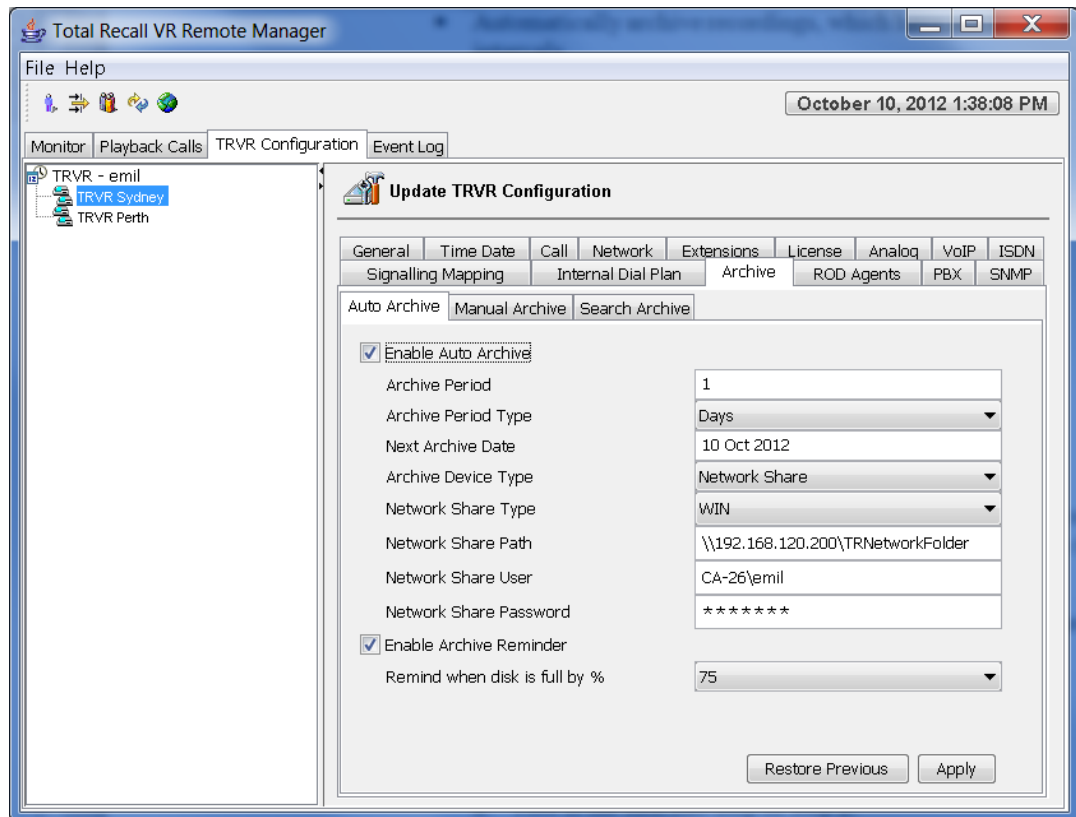 Automatically archive recordings, which
Total Recall VR Remote Manager
File Help
October 10, 2012 1:38:08 PM
Monitor Playback Calls TRVR Configuration Event Log
TRVR - emil
TRVR Sydney
TRVR Perth
Update TRVR Configuration
General Time Date Call Network Extensions License Analog VoIP ISDN
Signalling Mapping Internal Dial Plan Archive ROD Agents PBX SNMP
Auto Archive Manual Archive Search Archive
Enable Auto Archive
Archive Period 1
Archive Period Type Days
Next Archive Date 10 Oct 2012
Archive Device Type Network Share
Network Share Type WIN
Network Share Path \\192.168.120.200\TRNetworkFolder
Network Share User CA-26\emil
Network Share Password *******
Enable Archive Reminder
Remind when disk is full by % 75
Restore Previous Apply